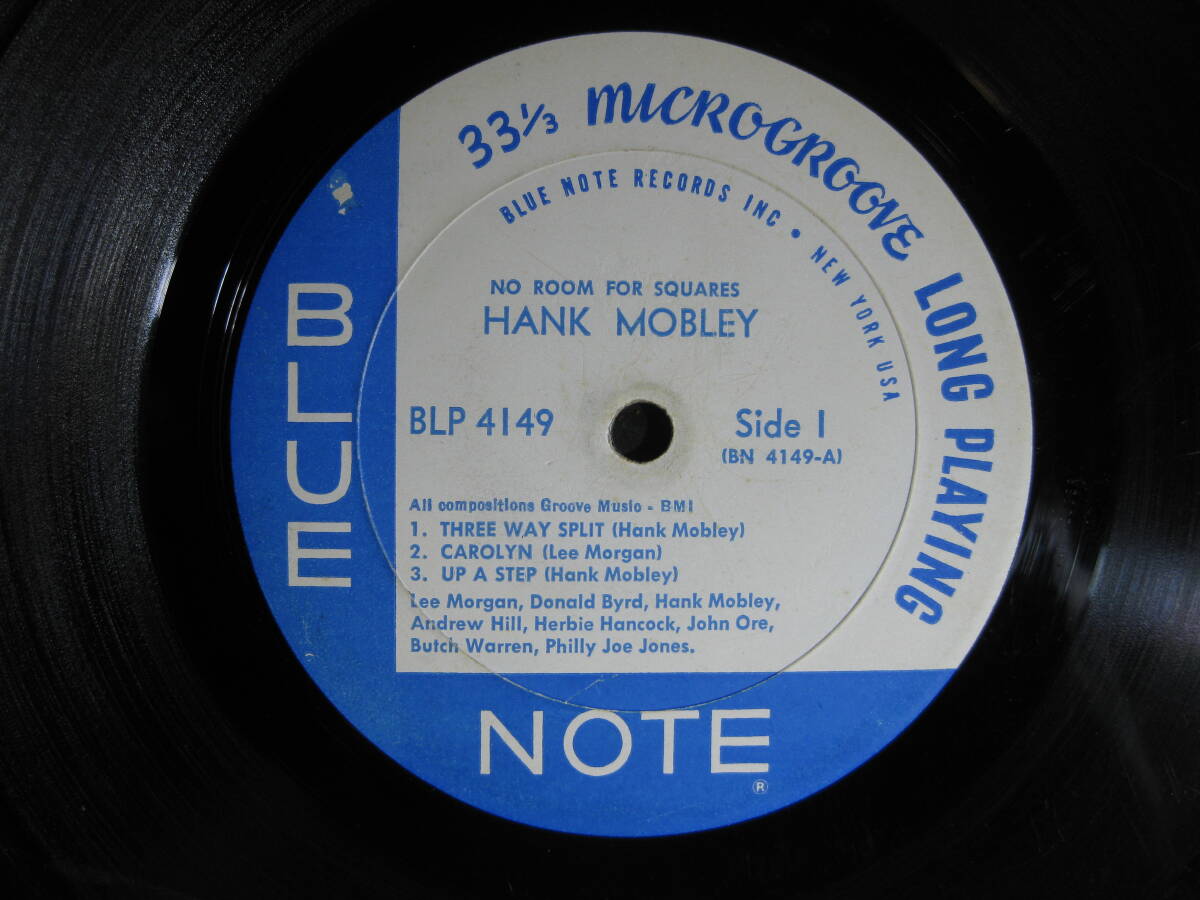 33⅓ MICROGROOVE LONG PLAYING
BLUE NOTE RECORDS INC • NEW YORK USA
NO ROOM FOR SQUARES
HANK MOBLEY
BLP 4149
Side 1
(BN 4149-A)
All compositions Groove Music - BMI
1. THREE WAY SPLIT (Hank Mobley)
2. CAROLYN (Lee Morgan)
3. UP A STEP (Hank Mobley)
Lee Morgan, Donald Byrd, Hank Mobley,
Andrew Hill, Herbie Hancock, John Ore,
Butch Warren, Philly Joe Jones.
BLUE
NOTE
®